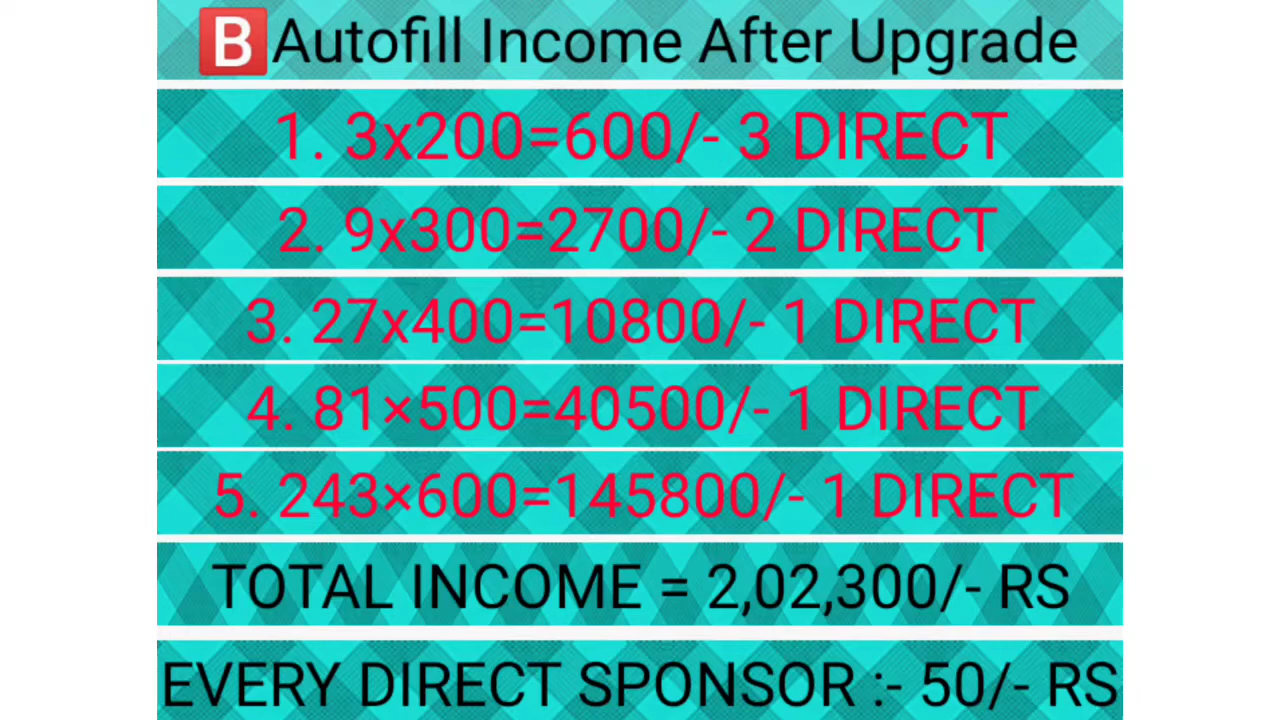 🅱Autofill Income After Upgrade
1. 3x200=600/- 3 DIRECT
2. 9x300=2700/- 2 DIRECT
3. 27x400=10800/- 1 DIRECT
4. 81×500=40500/- 1 DIRECT
5. 243×600=145800/- 1 DIRECT
TOTAL INCOME = 2,02,300/- RS
EVERY DIRECT SPONSOR :- 50/- RS